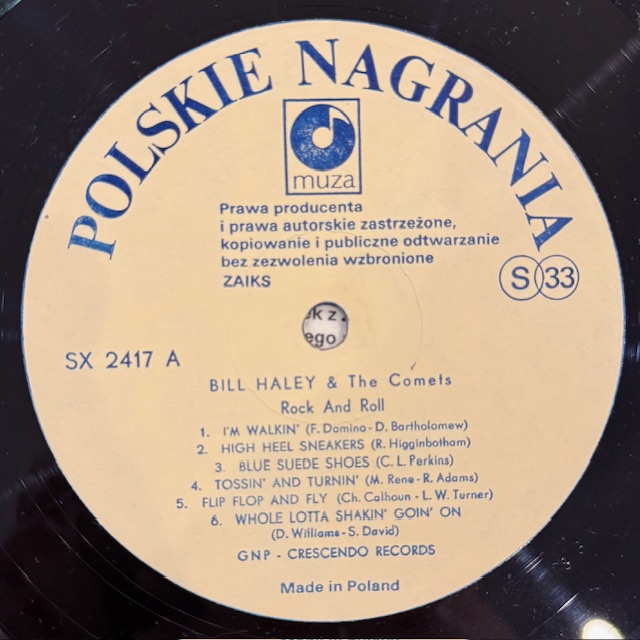 POLSKIE NAGRANIA
muza
Prawa producenta
i prawa autorskie zastrzeżone,
kopiowanie i publiczne odtwarzanie
bez zezwolenia wzbronione
ZAIKS
S 33
k z.
ego
SX 2417 A
BILL HALEY & The Comets
Rock And Roll
1. I'M WALKIN' (F. Domino - D. Bartholomew)
2. HIGH HEEL SNEAKERS (R. Higginbotham)
3. BLUE SUEDE SHOES (C. L. Perkins)
4. TOSSIN' AND TURNIN' (M. Rene - R. Adams)
5. FLIP FLOP AND FLY (Ch. Calhoun - L. W. Turner)
6. WHOLE LOTTA SHAKIN' GOIN' ON
(D. Williams - S. David)
GNP - CRESCENDO RECORDS
Made in Poland